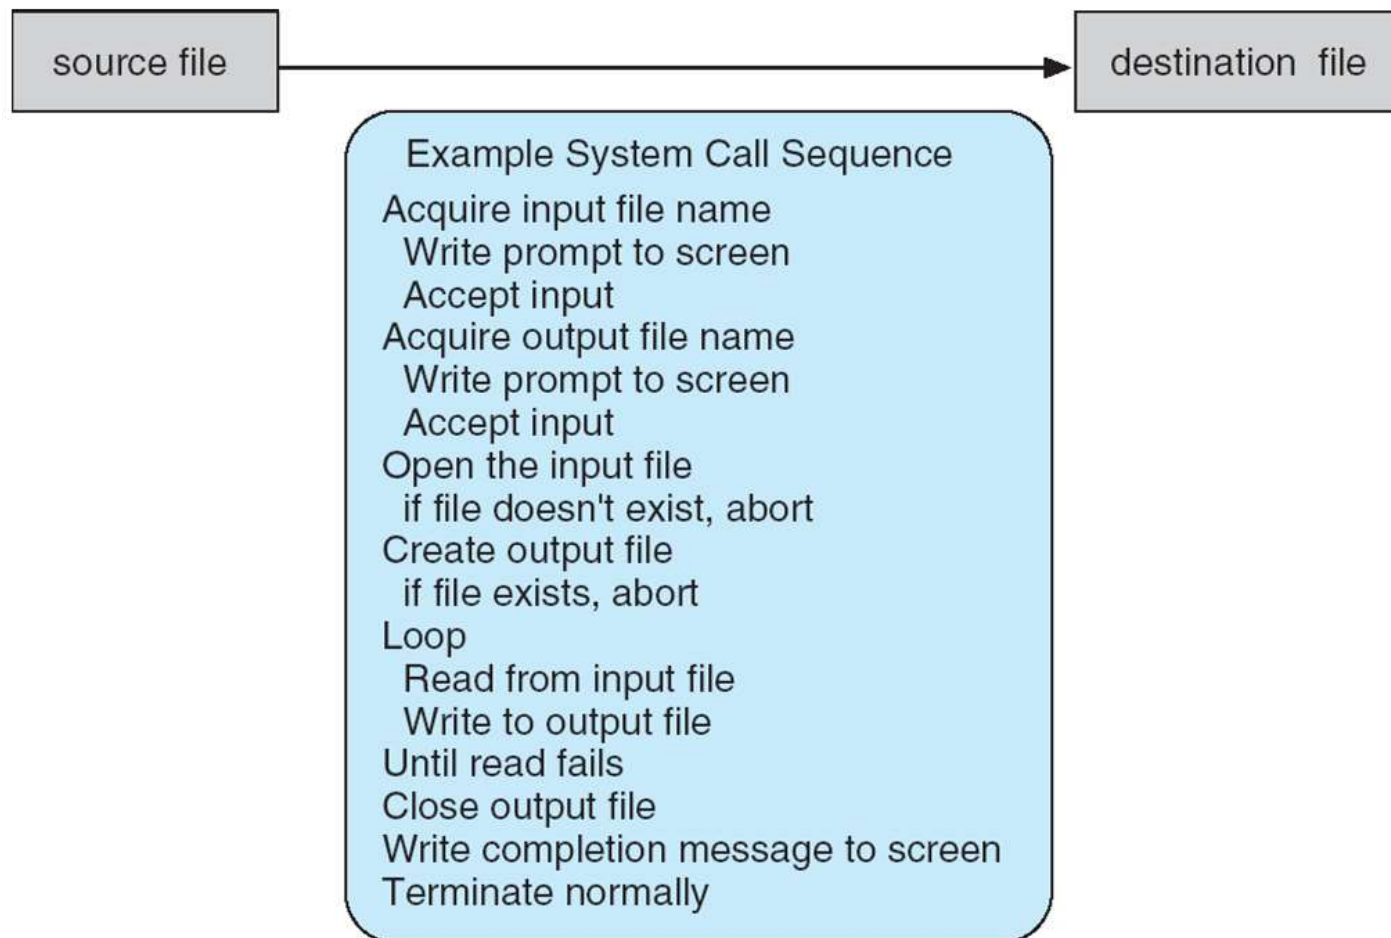 source file
destination file
Example System Call Sequence
Acquire input file name
Write prompt to screen
Accept input
Acquire output file name
Write prompt to screen
Accept input
Open the input file
if file doesn't exist, abort
Create output file
if file exists, abort
Loop
Read from input file
Write to output file
Until read fails
Close output file
Write completion message to screen
Terminate normally